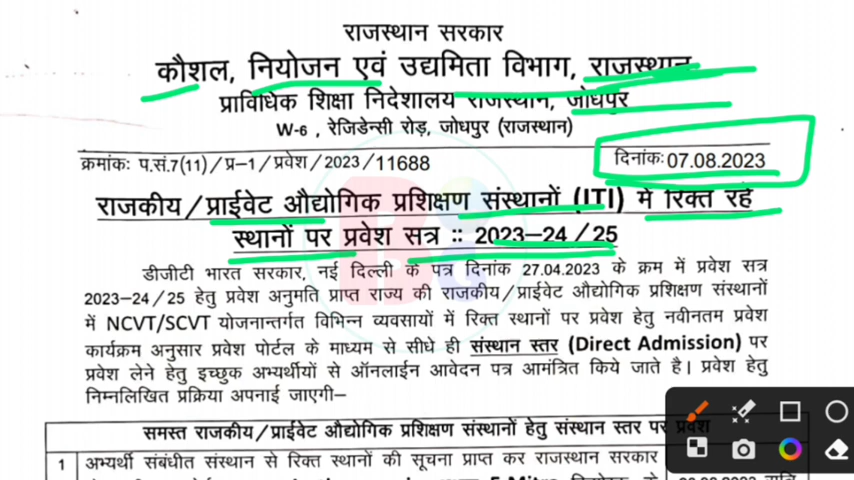 राजस्थान सरकार
कौशल, नियोजन एवं उद्यमिता विभाग, राजस्थान
प्राविधिक शिक्षा निदेशालय राजस्थान, जोधपुर
W-6 , रेजिडेन्सी रोड़, जोधपुर (राजस्थान)
क्रमांक: प.सं.7(11) / प्र–1 / प्रवेश / 2023 / 11688 दिनांक: 07.08.2023
राजकीय / प्राईवेट औद्योगिक प्रशिक्षण संस्थानों (ITI) में रिक्त रहे
स्थानों पर प्रवेश सत्र :: 2023–24 / 25
डीजीटी भारत सरकार, नई दिल्ली के पत्र दिनांक 27.04.2023 के क्रम में प्रवेश सत्र
2023–24 / 25 हेतु प्रवेश अनुमति प्राप्त राज्य की राजकीय / प्राईवेट औद्योगिक प्रशिक्षण संस्थानों
में NCVT/SCVT योजनान्तर्गत विभिन्न व्यवसायों में रिक्त स्थानों पर प्रवेश हेतु नवीनतम प्रवेश
कार्यक्रम अनुसार प्रवेश पोर्टल के माध्यम से सीधे ही संस्थान स्तर (Direct Admission) पर
प्रवेश लेने हेतु इच्छुक अभ्यर्थीयों से ऑनलाईन आवेदन पत्र आमंत्रित किये जाते है। प्रवेश हेतु
निम्नलिखित प्रक्रिया अपनाई जाएगी–
समस्त राजकीय / प्राईवेट औद्योगिक प्रशिक्षण संस्थानों हेतु संस्थान स्तर पर प्रवेश
1 अभ्यर्थी संबंधीत संस्थान से रिक्त स्थानों की सूचना प्राप्त कर राजस्थान सरकार